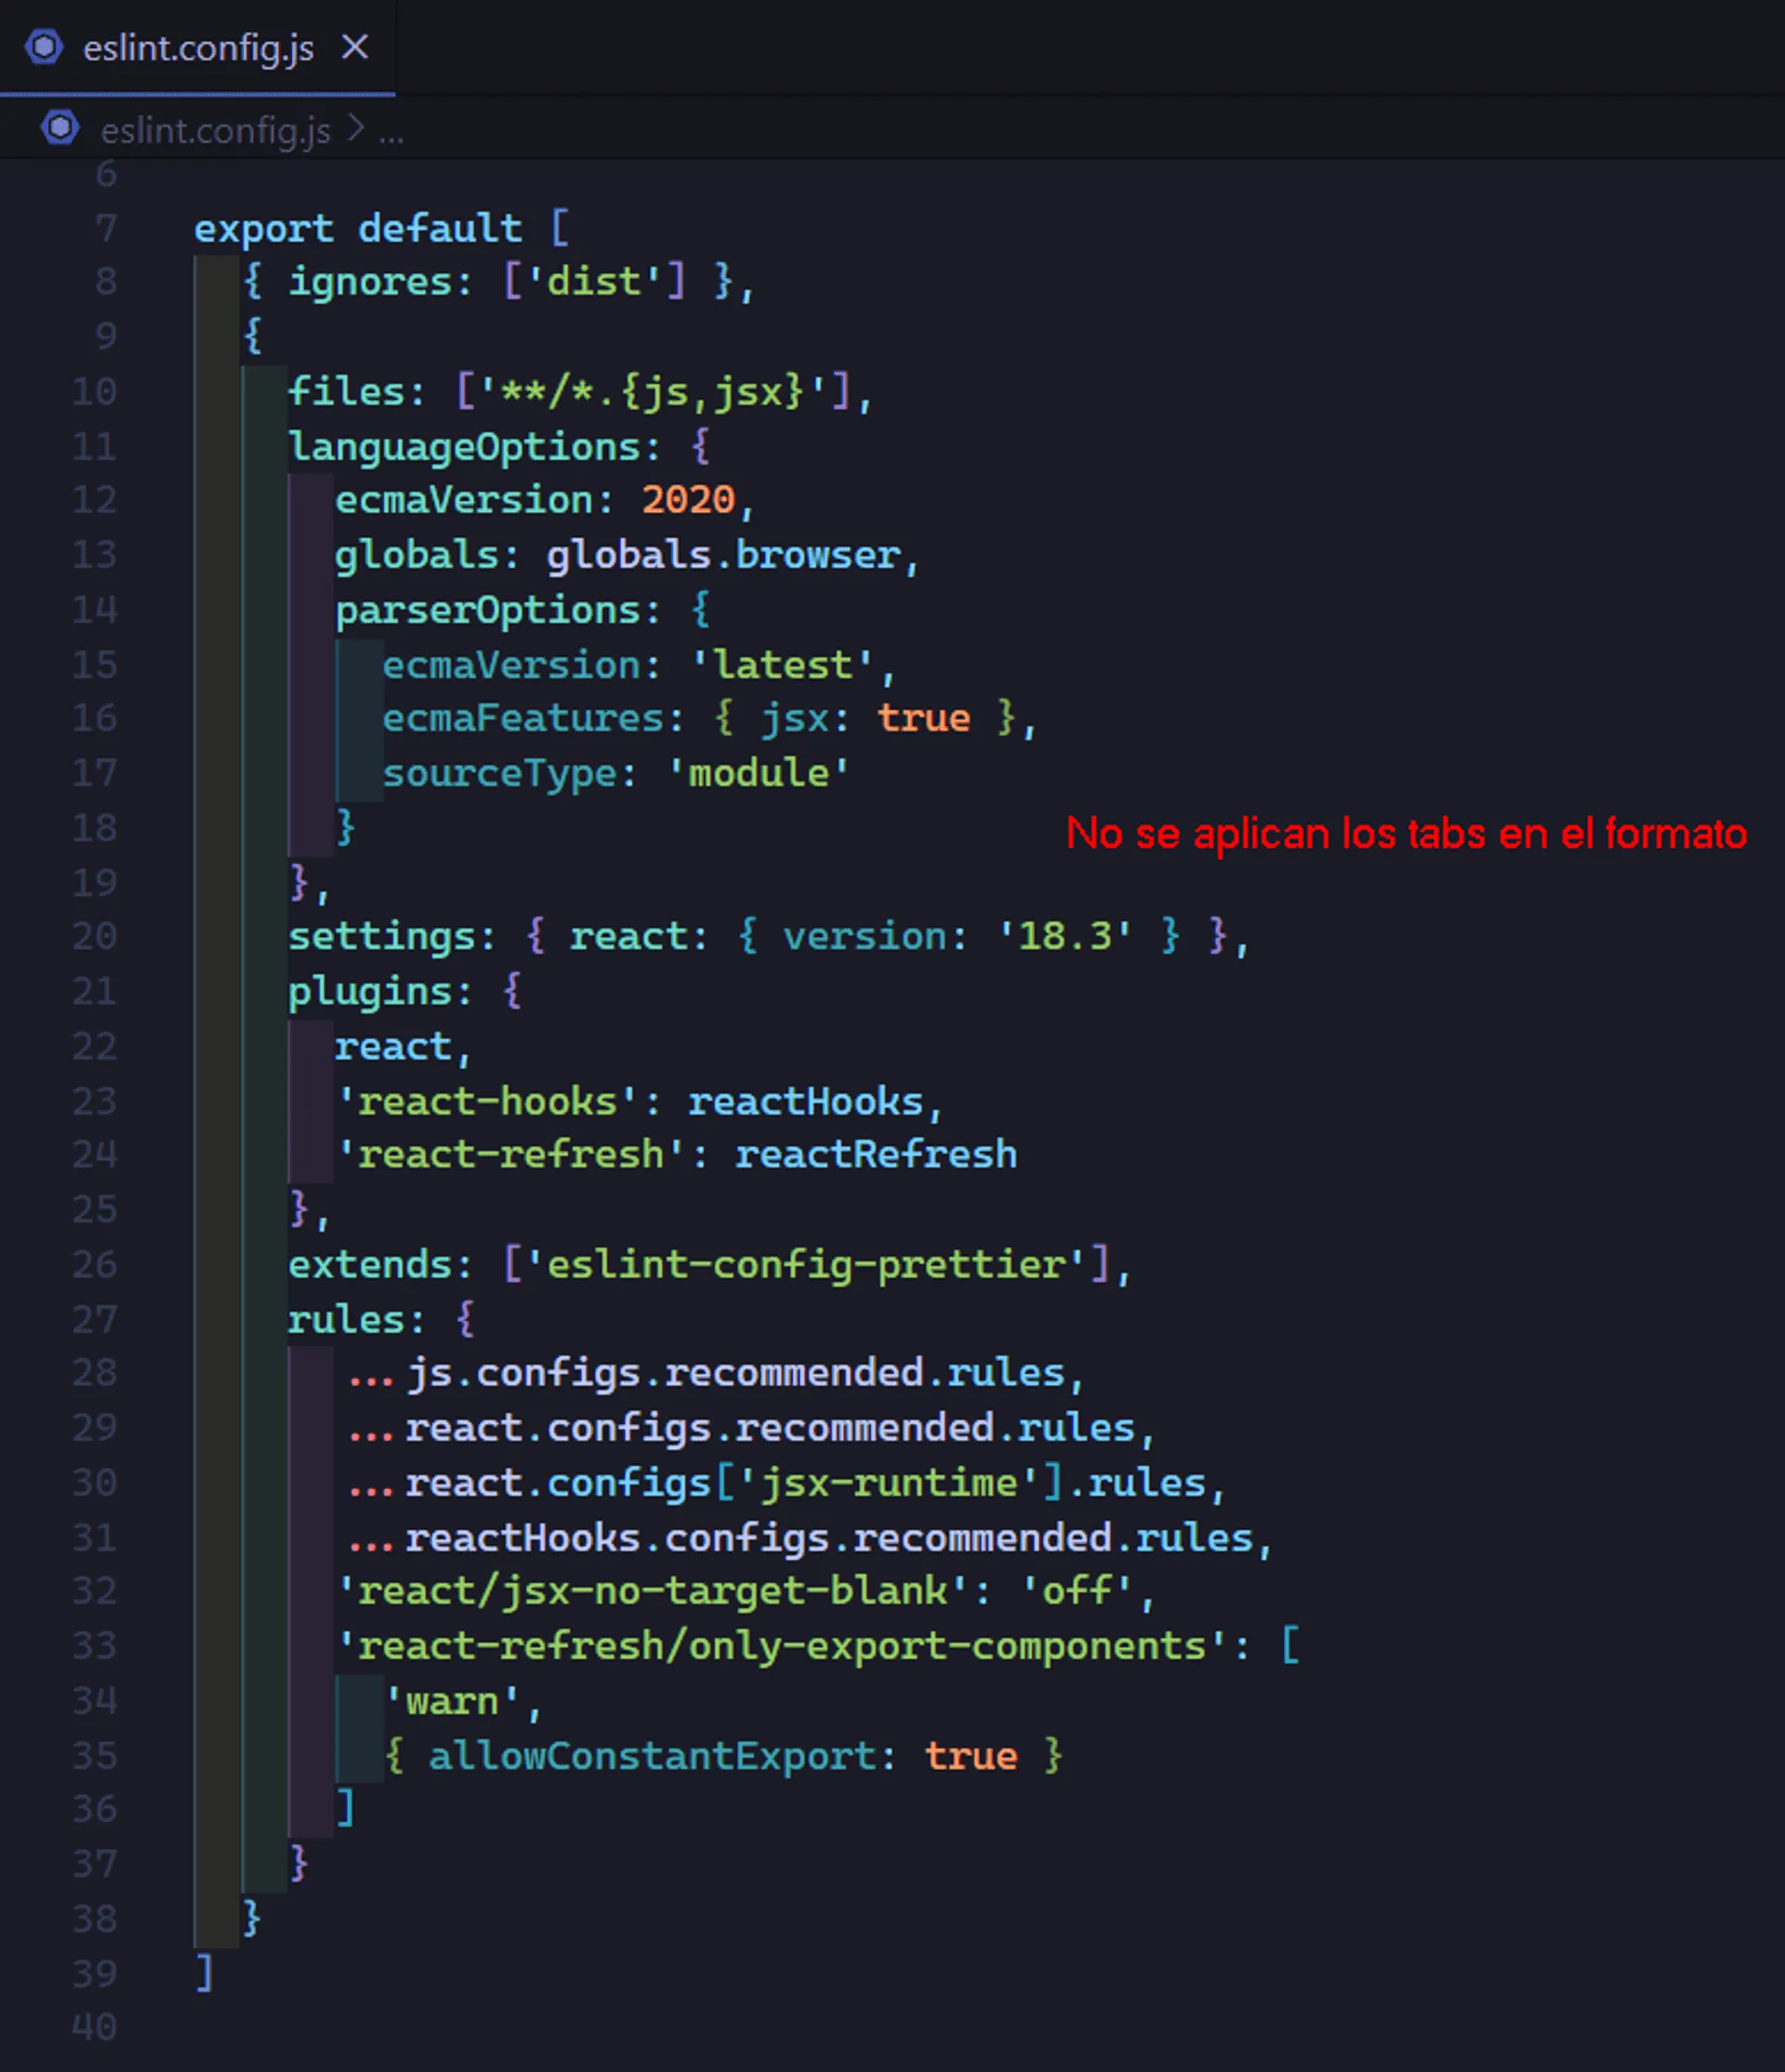 eslint.config.js
eslint.config.js > ...
6
7 export default [
8 { ignores: ['dist'] },
9 {
10 files: ['**/*.{js,jsx}'],
11 languageOptions: {
12 ecmaVersion: 2020,
13 globals: globals.browser,
14 parserOptions: {
15 ecmaVersion: 'latest',
16 ecmaFeatures: { jsx: true },
17 sourceType: 'module'
18 }
No se aplican los tabs en el formato
19 },
20 settings: { react: { version: '18.3' } },
21 plugins: {
22 react,
23 'react-hooks': reactHooks,
24 'react-refresh': reactRefresh
25 },
26 extends: ['eslint-config-prettier'],
27 rules: {
28 ...js.configs.recommended.rules,
29 ...react.configs.recommended.rules,
30 ...react.configs['jsx-runtime'].rules,
31 ...reactHooks.configs.recommended.rules,
32 'react/jsx-no-target-blank': 'off',
33 'react-refresh/only-export-components': [
34 'warn',
35 { allowConstantExport: true }
36 ]
37 }
38 }
39 ]
40